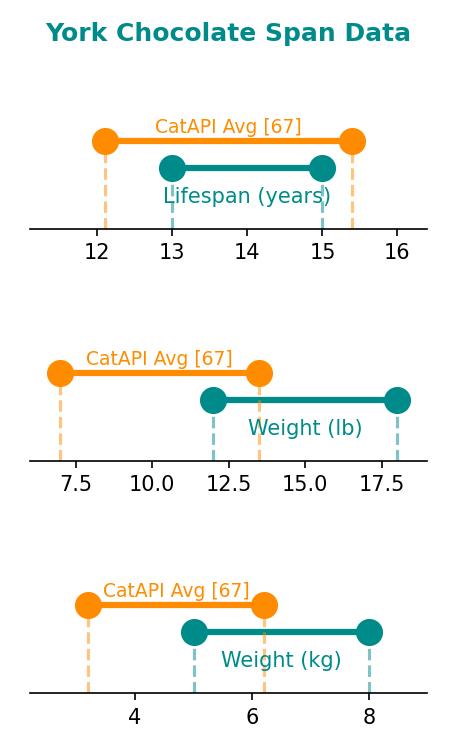 York Chocolate Span Data
CatAPI Avg [67]
Lifespan (years)
12 13 14 15 16
CatAPI Avg [67]
Weight (lb)
7.5 10.0 12.5 15.0 17.5
CatAPI Avg [67]
Weight (kg)
4 6 8